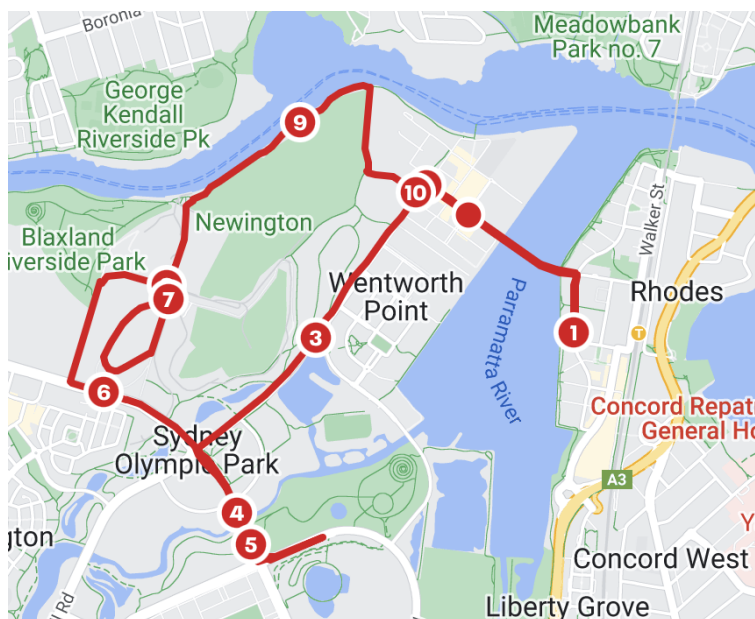 Boronia
Meadowbank
Park no. 7
George
Kendall
Riverside Pk
9
Walker St
10
Newington
Blaxland
iverside Park
Wentworth
Point
Parramatta River
Rhodes
7
1
3
T
6
Concord Repat
General Ho
Sydney
Olympic Park
A3
4
Y
5
gton
Concord West
ll Rd
Liberty Grove